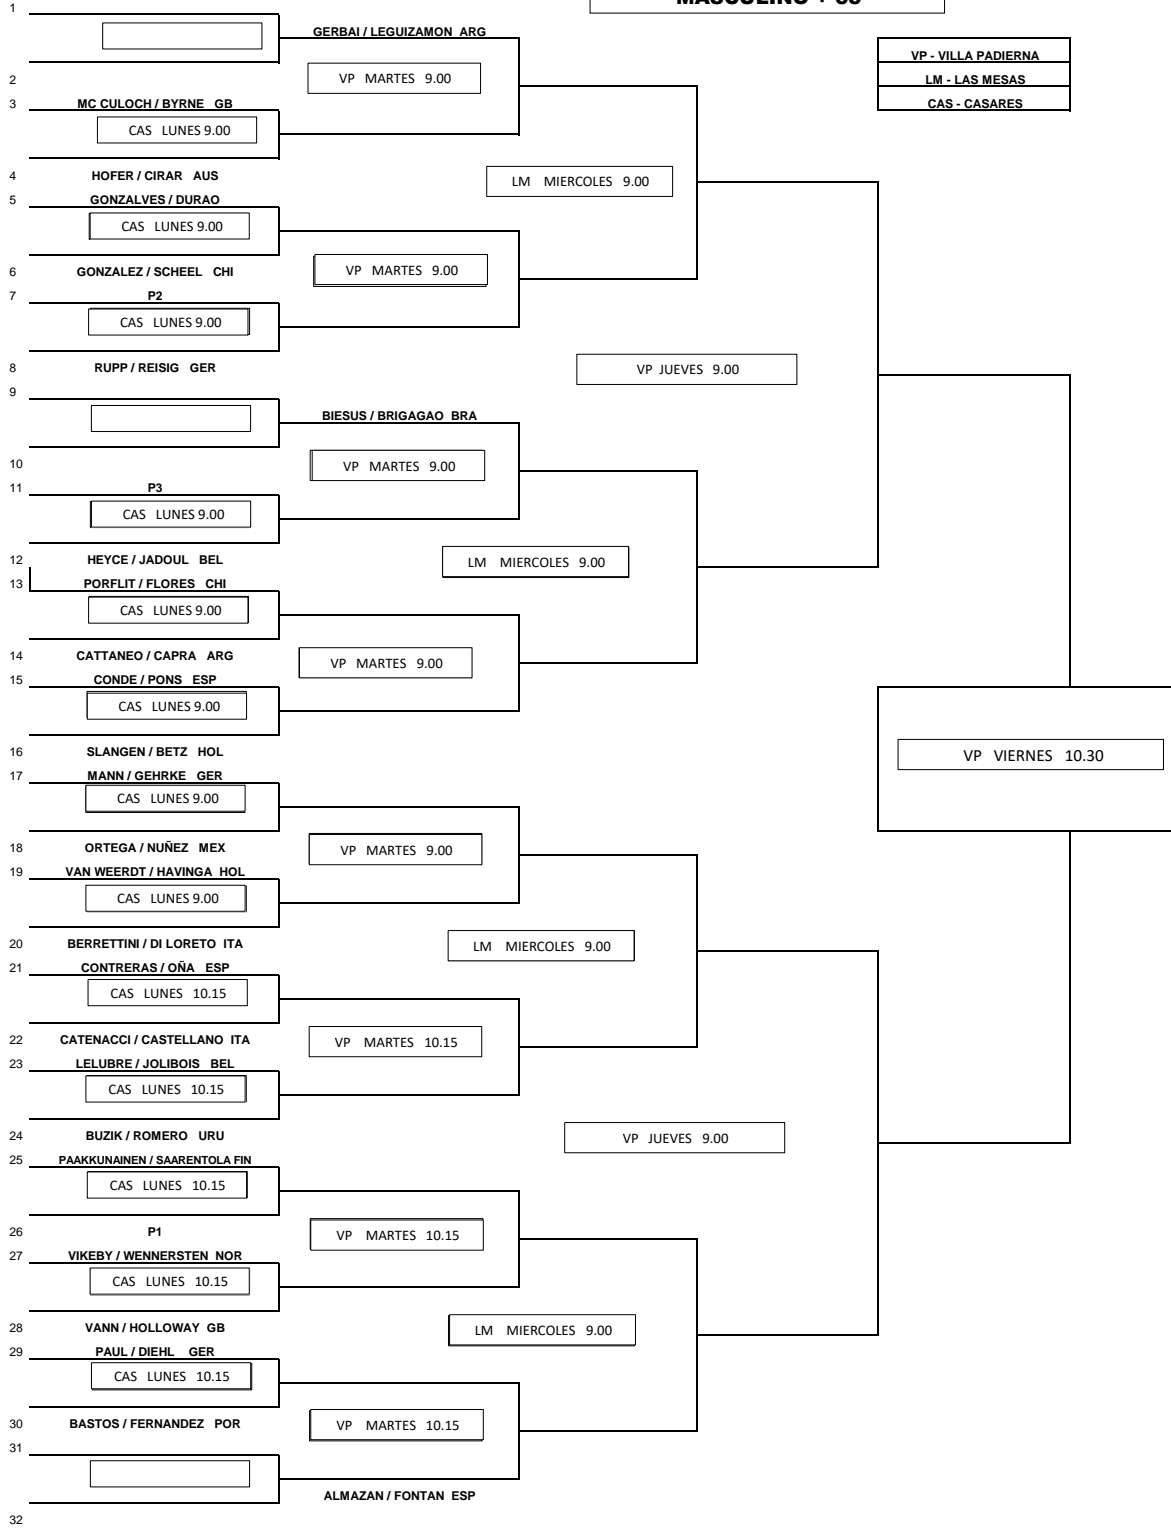 MASCULINO + 55
1
GERBAI / LEGUIZAMON ARG
VP - VILLA PADIERNA
VP MARTES 9.00
2
LM - LAS MESAS
3 MC CULOCH / BYRNE GB
CAS - CASARES
CAS LUNES 9.00
4 HOFER / CIRAR AUS
LM MIERCOLES 9.00
5 GONZALVES / DURAO
CAS LUNES 9.00
6 GONZALEZ / SCHEEL CHI
VP MARTES 9.00
7 P2
CAS LUNES 9.00
8 RUPP / REISIG GER
VP JUEVES 9.00
9
BIESUS / BRIGAGAO BRA
10
VP MARTES 9.00
11 P3
CAS LUNES 9.00
12 HEYCE / JADOUL BEL
LM MIERCOLES 9.00
13 PORFLIT / FLORES CHI
CAS LUNES 9.00
14 CATTANEO / CAPRA ARG
VP MARTES 9.00
15 CONDE / PONS ESP
CAS LUNES 9.00
16 SLANGEN / BETZ HOL
VP VIERNES 10.30
17 MANN / GEHRKE GER
CAS LUNES 9.00
18 ORTEGA / NUÑEZ MEX
VP MARTES 9.00
19 VAN WEERDT / HAVINGA HOL
CAS LUNES 9.00
20 BERRETTINI / DI LORETO ITA
LM MIERCOLES 9.00
21 CONTRERAS / OÑA ESP
CAS LUNES 10.15
22 CATENACCI / CASTELLANO ITA
VP MARTES 10.15
23 LELUBRE / JOLIBOIS BEL
CAS LUNES 10.15
24 BUZIK / ROMERO URU
VP JUEVES 9.00
25 PAAKKUNAINEN / SAARENTOLA FIN
CAS LUNES 10.15
26 P1
VP MARTES 10.15
27 VIKEBY / WENNERSTEN NOR
CAS LUNES 10.15
28 VANN / HOLLOWAY GB
LM MIERCOLES 9.00
29 PAUL / DIEHL GER
CAS LUNES 10.15
30 BASTOS / FERNANDEZ POR
VP MARTES 10.15
31
ALMAZAN / FONTAN ESP
32